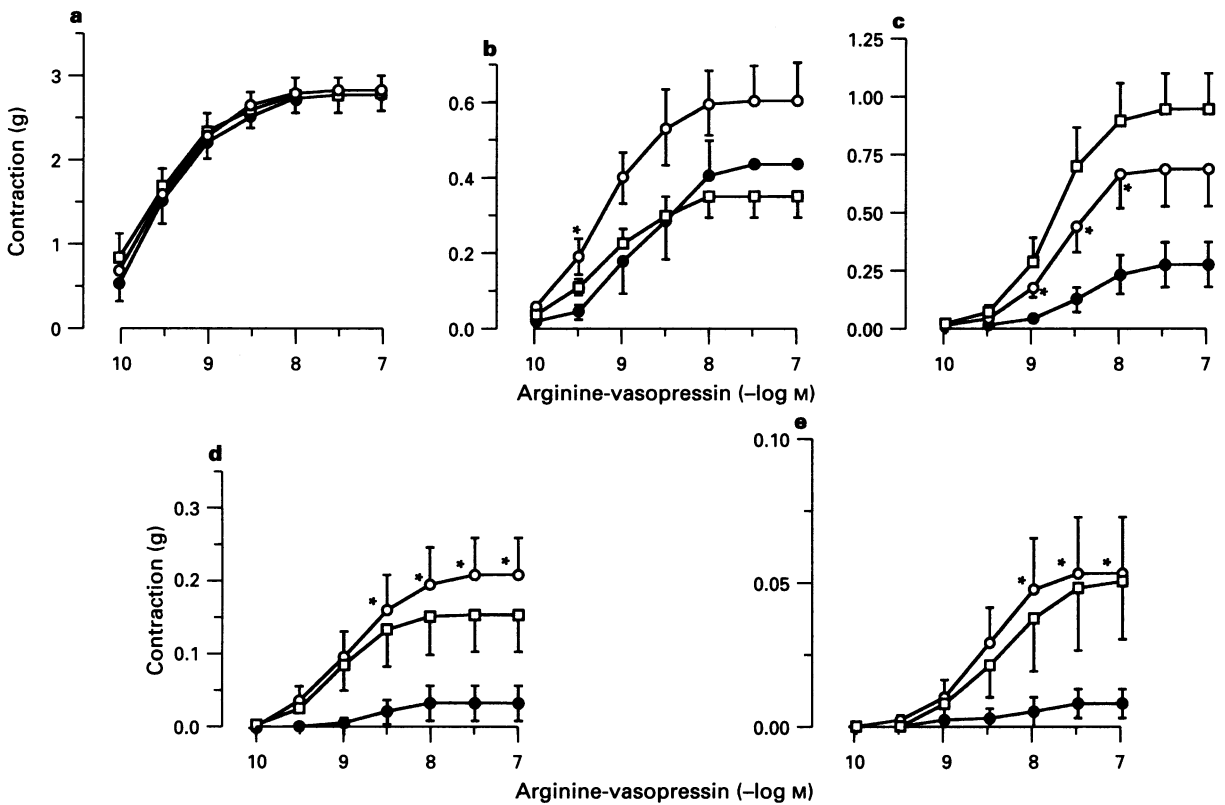 a
Contraction (g)
3
2
1
0
10 9 8 7
b
0.6
0.4
0.2
0.0
10 9 8 7
c
1.25
1.00
0.75
0.50
0.25
0.00
10 9 8 7
*
*
*
*
Arginine-vasopressin (–log M)
d
Contraction (g)
0.3
0.2
0.1
0.0
10 9 8 7
* * * *
e
0.10
0.05
0.00
10 9 8 7
* * *
Arginine-vasopressin (–log M)